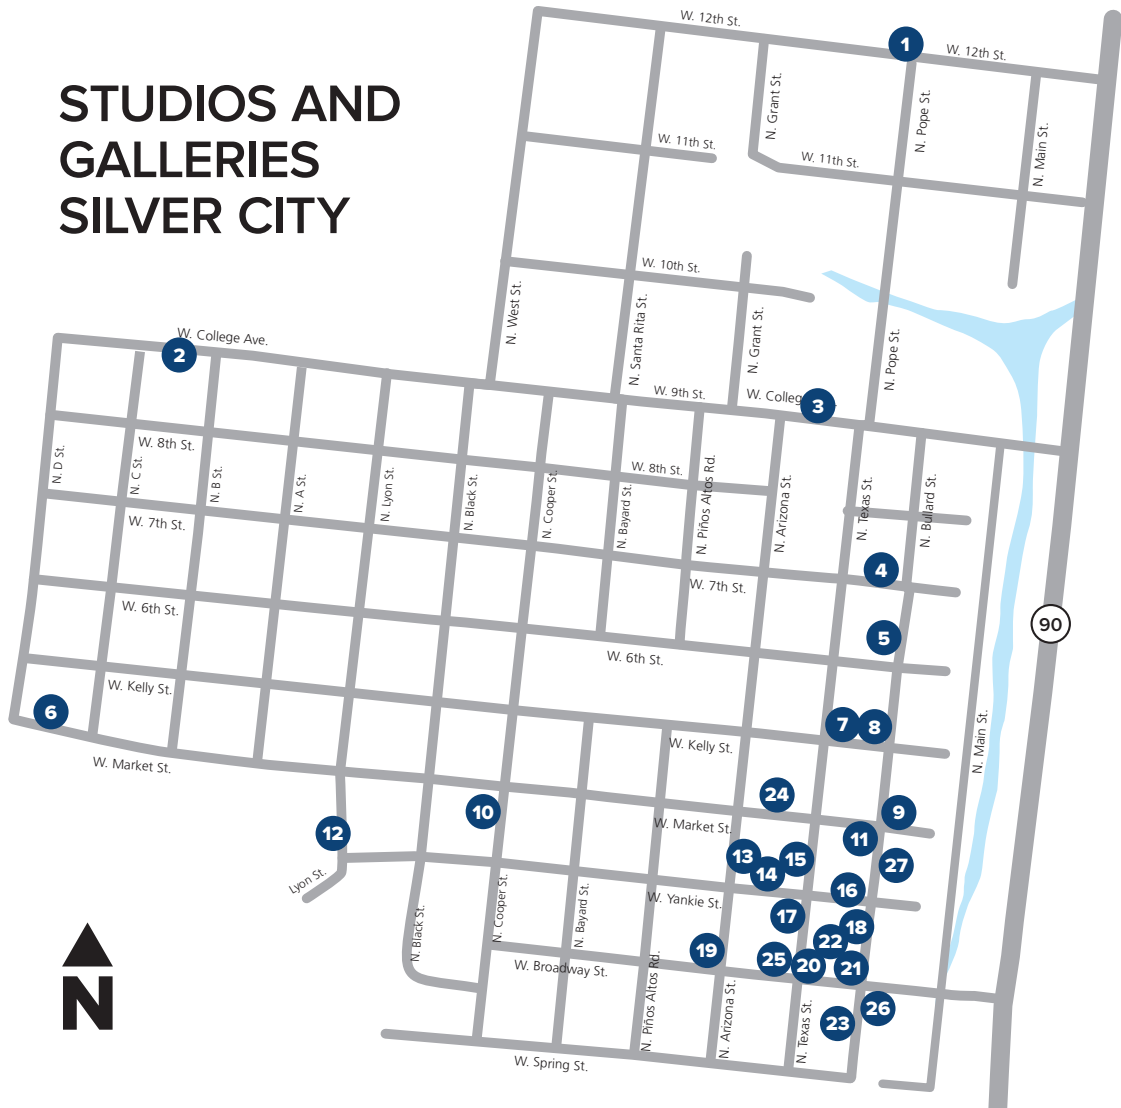 STUDIOS AND
GALLERIES
SILVER CITY
W. 12th St.
1
W. 12th St.
N. Grant St.
N. Pope St.
N. Main St.
W. 11th St.
W. 11th St.
W. 10th St.
N. West St.
N. Santa Rita St.
N. Grant St.
N. Pope St.
W. College Ave.
2
W. 9th St.
W. Colleg
3
W. 8th St.
W. 8th St.
N. D St.
N. C St.
N. B St.
N. A St.
N. Lyon St.
N. Black St.
N. Cooper St.
N. Bayard St.
N. Piños Altos Rd.
N. Arizona St.
N. Texas St.
N. Bullard St.
W. 7th St.
4
W. 7th St.
W. 6th St.
5
90
W. 6th St.
W. Kelly St.
6
7
8
W. Kelly St.
N. Main St.
W. Market St.
24
10
9
W. Market St.
12
11
13
15
27
14
Lyon St.
16
W. Yankie St.
N. Black St.
N. Cooper St.
N. Bayard St.
17
18
22
19
25
20
21
W. Broadway St.
N. Piños Altos Rd.
N. Arizona St.
N. Texas St.
26
23
N
W. Spring St.